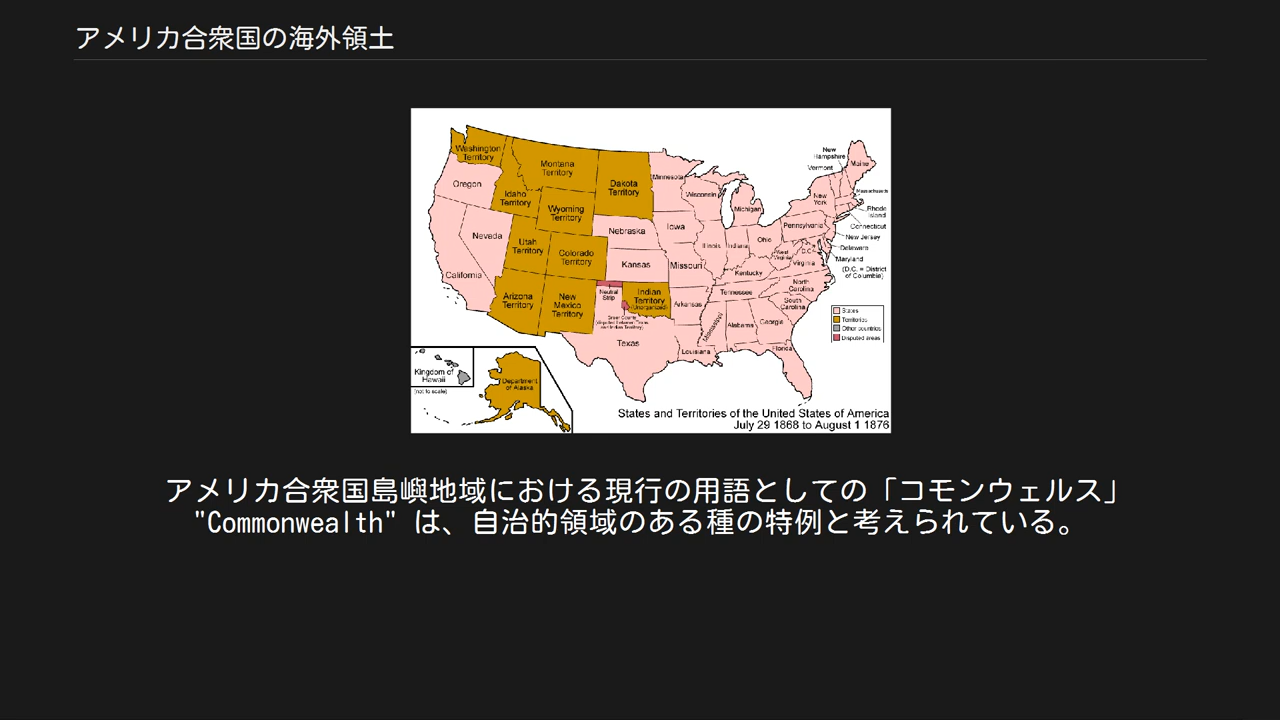 アメリカ合衆国の海外領土
Washington
Territory
Montana
Territory
Dakota
Territory
Minnesota
Oregon
Idaho
Territory
Wyoming
Territory
Wisconsin
Michigan
New
Hampshire
Vermont
Maine
Massachusetts
New
York
Rhode
Island
Connecticut
New Jersey
Delaware
Maryland
(D.C. = District
of Columbia)
Nevada
Utah
Territory
Colorado
Territory
Nebraska
Iowa
Illinois
Indiana
Ohio
Pennsylvania
West
Virginia
D.C.
Virginia
California
Kansas
Missouri
Kentucky
Arizona
Territory
New
Mexico
Territory
Neutral
Strip
Indian
Territory
(Unorganized)
Arkansas
Tennessee
North
Carolina
South
Carolina
Mississippi
Alabama
Georgia
Texas
Louisiana
Florida
States
Territories
Other countries
Disputed areas
Kingdom of
Hawaii
(not to scale)
Department
of Alaska
States and Territories of the United States of America
July 29 1868 to August 1 1876
アメリカ合衆国島嶼地域における現行の用語としての「コモンウェルス」
"Commonwealth" は、自治的領域のある種の特例と考えられている。